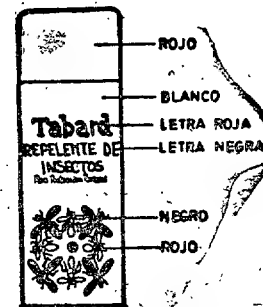 ROJO
BLANCO
Tabard
LETRA ROJA
REPELENTE DE
LETRA NEGRA
INSECTOS
NEGRO
ROJO